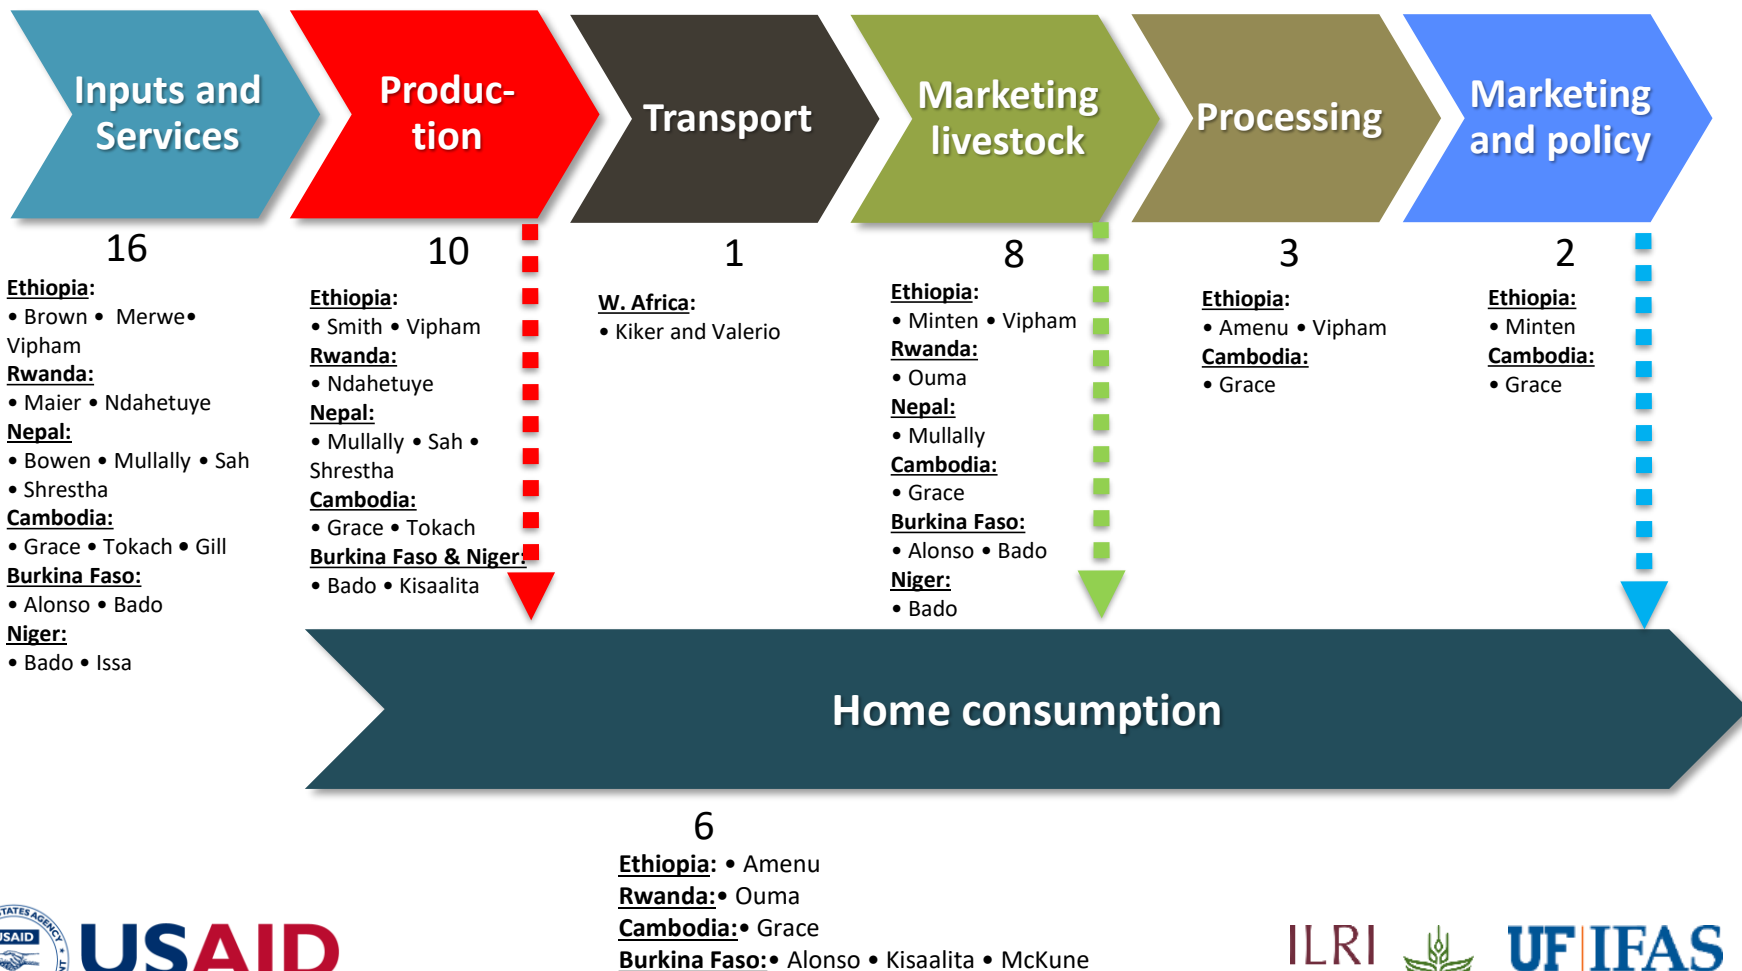 Inputs and
Services
Produc-
tion
Transport
Marketing
livestock
Processing
Marketing
and policy
16
Ethiopia:
• Brown • Merwe•
Vipham
Rwanda:
• Maier • Ndahetuye
Nepal:
• Bowen • Mullally • Sah
• Shrestha
Cambodia:
• Grace • Tokach • Gill
Burkina Faso:
• Alonso • Bado
Niger:
• Bado • Issa
10
Ethiopia:
• Smith • Vipham
Rwanda:
• Ndahetuye
Nepal:
• Mullally • Sah •
Shrestha
Cambodia:
• Grace • Tokach
Burkina Faso & Niger:
• Bado • Kisaalita
1
W. Africa:
• Kiker and Valerio
8
Ethiopia:
• Minten • Vipham
Rwanda:
• Ouma
Nepal:
• Mullally
Cambodia:
• Grace
Burkina Faso:
• Alonso • Bado
Niger:
• Bado
3
Ethiopia:
• Amenu • Vipham
Cambodia:
• Grace
2
Ethiopia:
• Minten
Cambodia:
• Grace
Home consumption
6
Ethiopia: • Amenu
Rwanda:• Ouma
Cambodia:• Grace
Burkina Faso:• Alonso • Kisaalita • McKune
USAID
USAID
ILRI
UF|IFAS